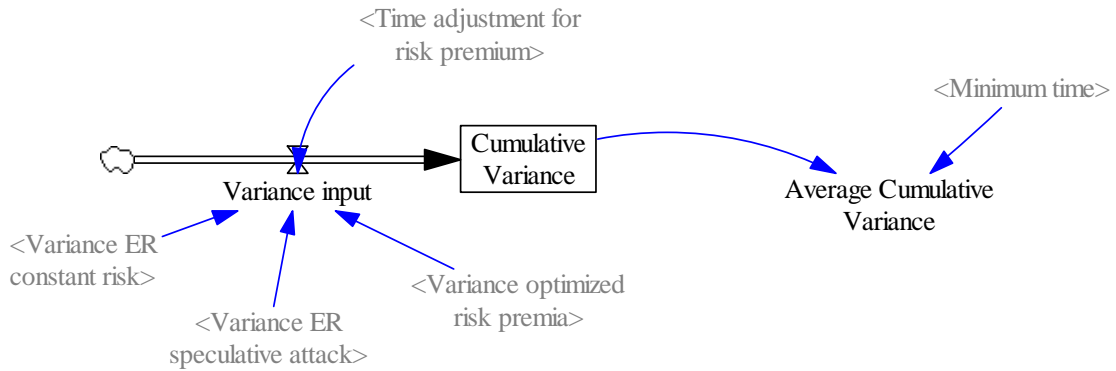 <Time adjustment for
risk premium>
<Minimum time>
Cumulative
Variance
Variance input
Average Cumulative
Variance
<Variance ER
constant risk>
<Variance optimized
risk premia>
<Variance ER
speculative attack>